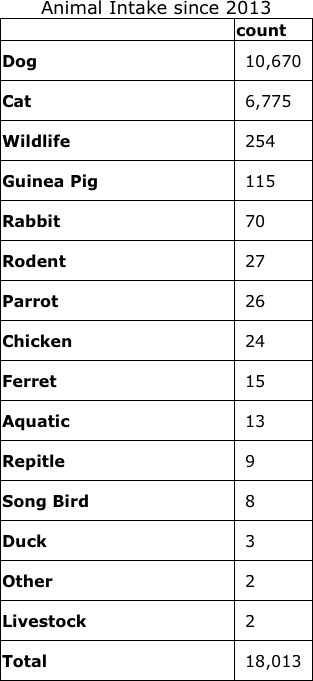 Animal Intake since 2013
count
Dog 10,670
Cat 6,775
Wildlife 254
Guinea Pig 115
Rabbit 70
Rodent 27
Parrot 26
Chicken 24
Ferret 15
Aquatic 13
Repitle 9
Song Bird 8
Duck 3
Other 2
Livestock 2
Total 18,013